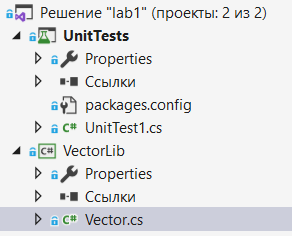 Решение "lab1" (проекты: 2 из 2)
UnitTests
Properties
Ссылки
packages.config
C# UnitTest1.cs
C# VectorLib
Properties
Ссылки
C# Vector.cs